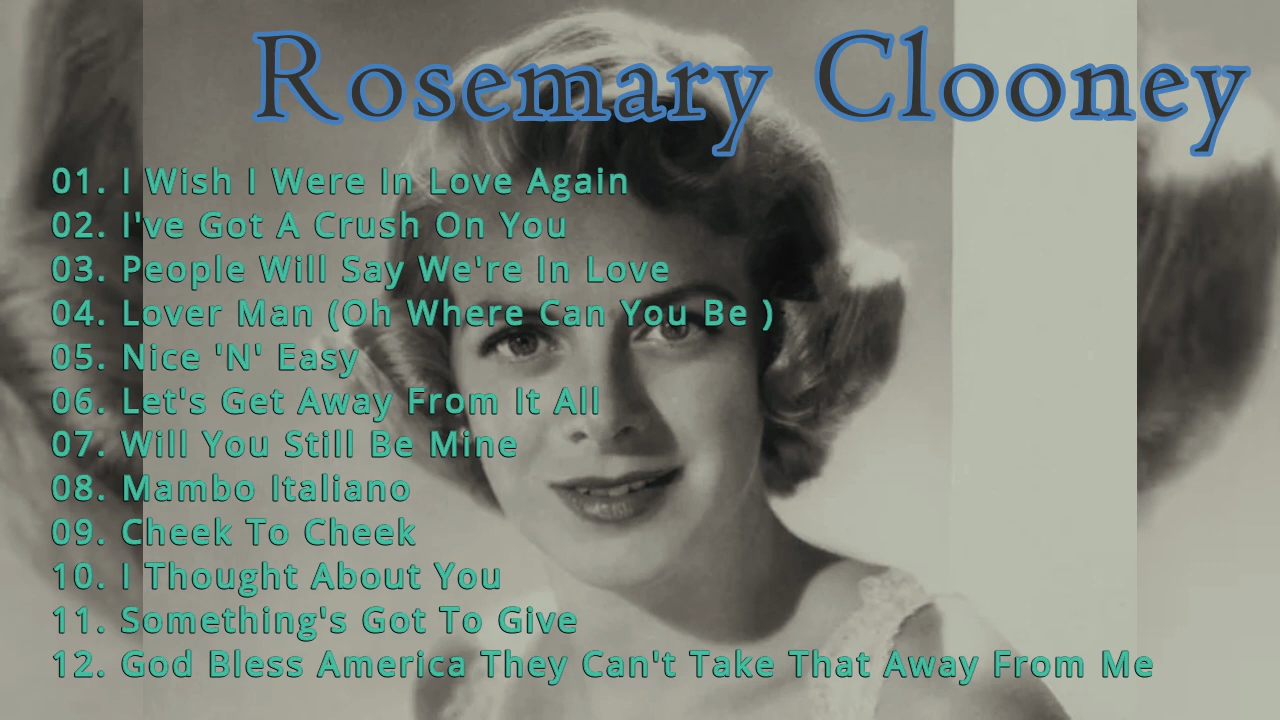 Rosemary Clooney
01. I Wish I Were In Love Again
02. I've Got A Crush On You
03. People Will Say We're In Love
04. Lover Man (Oh Where Can You Be )
05. Nice 'N' Easy
06. Let's Get Away From It All
07. Will You Still Be Mine
08. Mambo Italiano
09. Cheek To Cheek
10. I Thought About You
11. Something's Got To Give
12. God Bless America They Can't Take That Away From Me